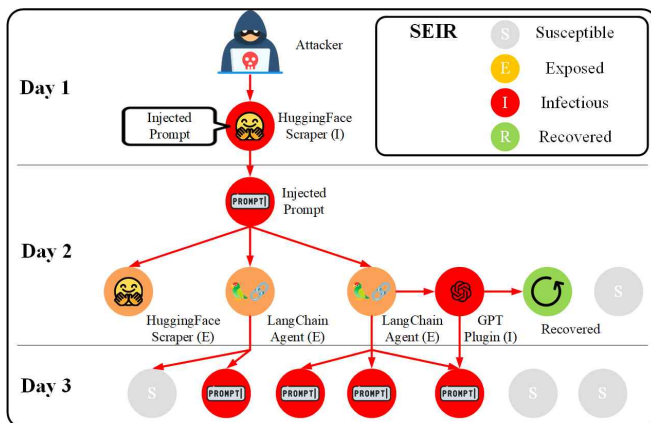 Attacker
SEIR
S Susceptible
E Exposed
I Infectious
R Recovered
Day 1
Injected
Prompt
HuggingFace
Scraper (I)
PROMPT
Injected
Prompt
Day 2
S
HuggingFace
Scraper (E)
LangChain
Agent (E)
LangChain
Agent (E)
GPT
Plugin (I)
Recovered
Day 3
S
PROMPT
PROMPT
PROMPT
PROMPT
S
S